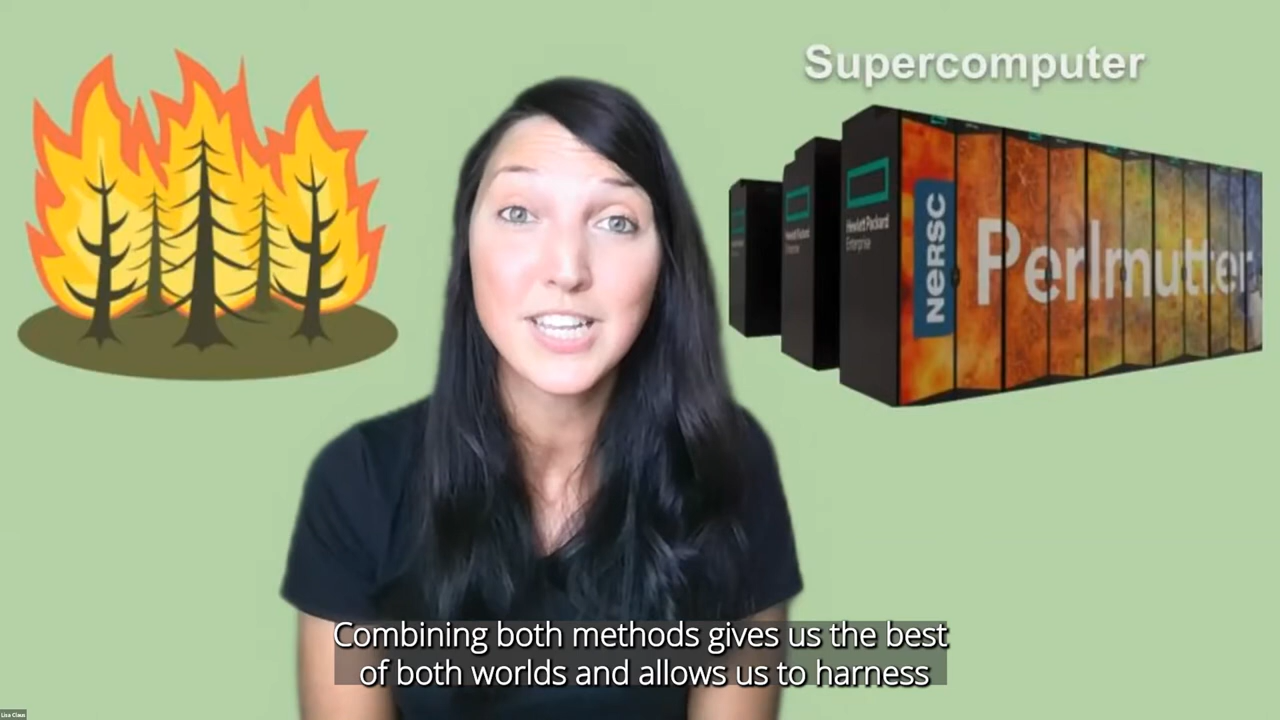 Supercomputer
Hewlett Packard
Enterprise
NERSC
Perlmutter
Combining both methods gives us the best
of both worlds and allows us to harness